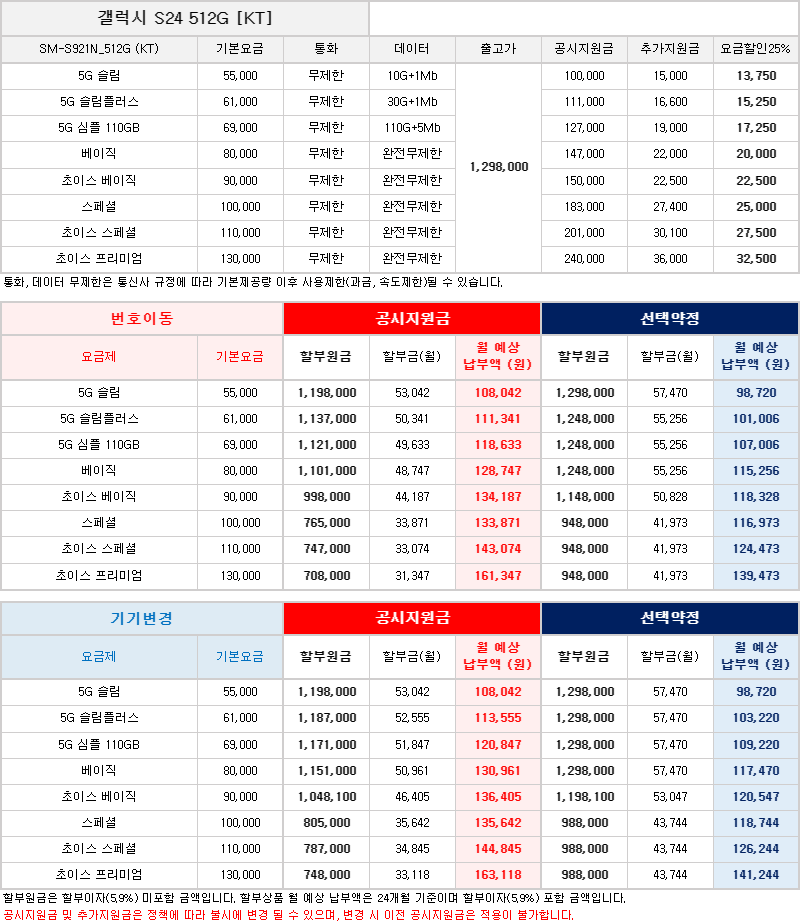 갤럭시 S24 512G [KT]
SM-S921N_512G (KT) 기본요금 통화 데이터 출고가 공시지원금 추가지원금 요금할인25%
5G 슬림 55,000 무제한 10G+1Mb 100,000 15,000 13,750
5G 슬림플러스 61,000 무제한 30G+1Mb 111,000 16,600 15,250
5G 심플 110GB 69,000 무제한 110G+5Mb 127,000 19,000 17,250
베이직 80,000 무제한 완전무제한 147,000 22,000 20,000
1,298,000
초이스 베이직 90,000 무제한 완전무제한 150,000 22,500 22,500
스페셜 100,000 무제한 완전무제한 183,000 27,400 25,000
초이스 스페셜 110,000 무제한 완전무제한 201,000 30,100 27,500
초이스 프리미엄 130,000 무제한 완전무제한 240,000 36,000 32,500
통화, 데이터 무제한은 통신사 규정에 따라 기본제공량 이후 사용제한(과금, 속도제한)될 수 있습니다.
번호이동 공시지원금 선택약정
요금제 기본요금 할부원금 할부금(월) 월 예상 납부액 (원) 할부원금 할부금(월) 월 예상 납부액 (원)
5G 슬림 55,000 1,198,000 53,042 108,042 1,298,000 57,470 98,720
5G 슬림플러스 61,000 1,137,000 50,341 111,341 1,248,000 55,256 101,006
5G 심플 110GB 69,000 1,121,000 49,633 118,633 1,248,000 55,256 107,006
베이직 80,000 1,101,000 48,747 128,747 1,248,000 55,256 115,256
초이스 베이직 90,000 998,000 44,187 134,187 1,148,000 50,828 118,328
스페셜 100,000 765,000 33,871 133,871 948,000 41,973 116,973
초이스 스페셜 110,000 747,000 33,074 143,074 948,000 41,973 124,473
초이스 프리미엄 130,000 708,000 31,347 161,347 948,000 41,973 139,473
기기변경 공시지원금 선택약정
요금제 기본요금 할부원금 할부금(월) 월 예상 납부액 (원) 할부원금 할부금(월) 월 예상 납부액 (원)
5G 슬림 55,000 1,198,000 53,042 108,042 1,298,000 57,470 98,720
5G 슬림플러스 61,000 1,187,000 52,555 113,555 1,298,000 57,470 103,220
5G 심플 110GB 69,000 1,171,000 51,847 120,847 1,298,000 57,470 109,220
베이직 80,000 1,151,000 50,961 130,961 1,298,000 57,470 117,470
초이스 베이직 90,000 1,048,100 46,405 136,405 1,198,100 53,047 120,547
스페셜 100,000 805,000 35,642 135,642 988,000 43,744 118,744
초이스 스페셜 110,000 787,000 34,845 144,845 988,000 43,744 126,244
초이스 프리미엄 130,000 748,000 33,118 163,118 988,000 43,744 141,244
할부원금은 할부이자(5.9%) 미포함 금액입니다. 할부상품 월 예상 납부액은 24개월 기준이며 할부이자(5.9%) 포함 금액입니다.
공시지원금 및 추가지원금은 정책에 따라 불시에 변경 될 수 있으며, 변경 시 이전 공시지원금은 적용이 불가합니다.